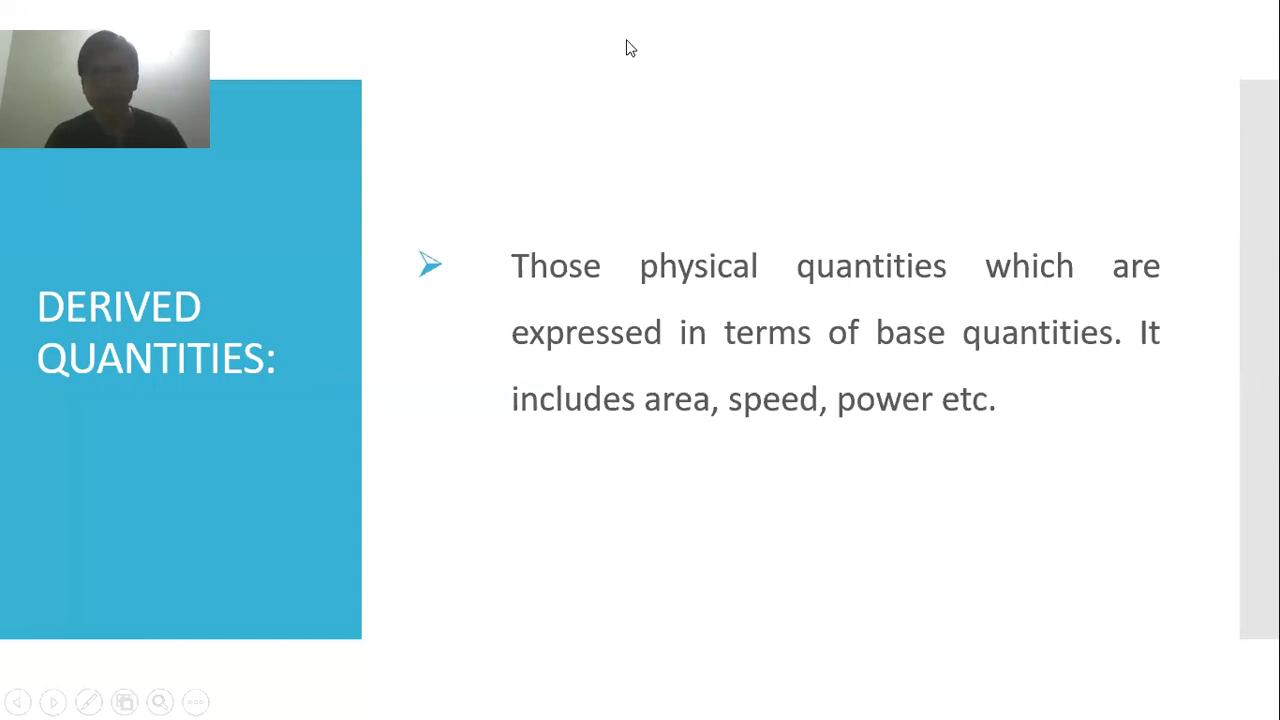 DERIVED
QUANTITIES:
Those physical quantities which are
expressed in terms of base quantities. It
includes area, speed, power etc.